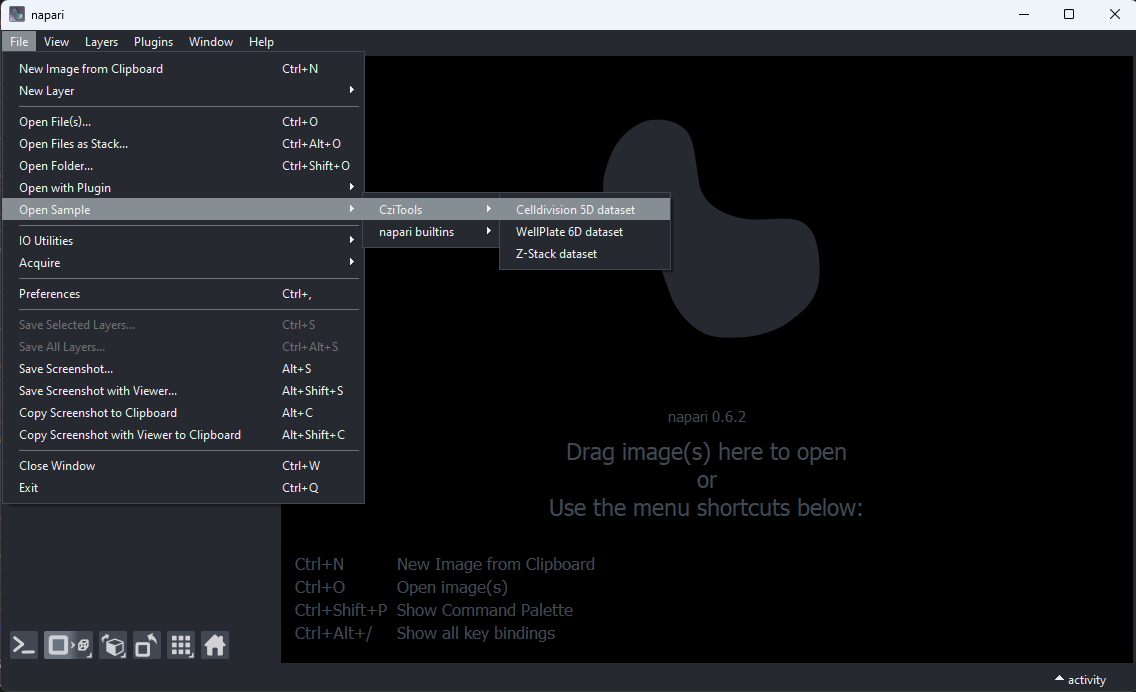 napari
File View Layers Plugins Window Help
New Image from Clipboard Ctrl+N
New Layer
Open File(s)... Ctrl+O
Open Files as Stack... Ctrl+Alt+O
Open Folder... Ctrl+Shift+O
Open with Plugin
Open Sample
CziTools
napari builtins
Celldivision 5D dataset
WellPlate 6D dataset
Z-Stack dataset
IO Utilities
Acquire
Preferences Ctrl+,
Save Selected Layers... Ctrl+S
Save All Layers... Ctrl+Alt+S
Save Screenshot... Alt+S
Save Screenshot with Viewer... Alt+Shift+S
Copy Screenshot to Clipboard Alt+C
Copy Screenshot with Viewer to Clipboard Alt+Shift+C
Close Window Ctrl+W
Exit Ctrl+Q
napari 0.6.2
Drag image(s) here to open
or
Use the menu shortcuts below:
Ctrl+N New Image from Clipboard
Ctrl+O Open image(s)
Ctrl+Shift+P Show Command Palette
Ctrl+Alt+/ Show all key bindings
activity